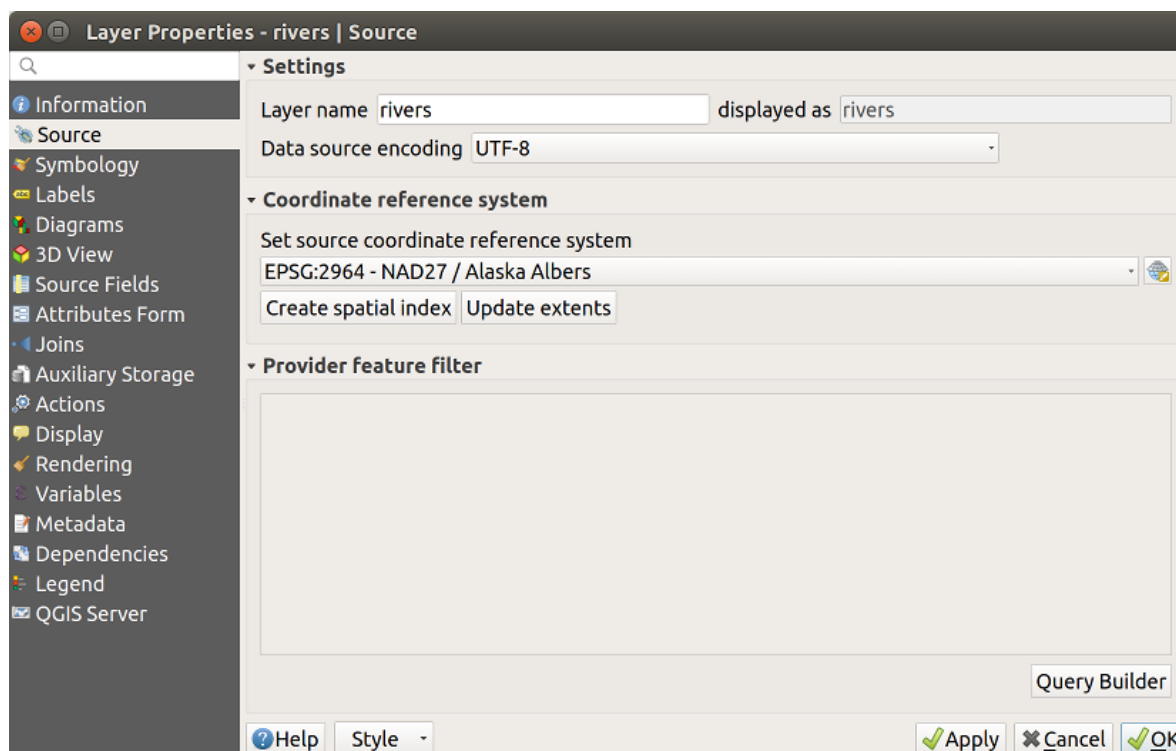 Layer Properties - rivers | Source
Information
Source
Symbology
Labels
Diagrams
3D View
Source Fields
Attributes Form
Joins
Auxiliary Storage
Actions
Display
Rendering
Variables
Metadata
Dependencies
Legend
QGIS Server
Settings
Layer name rivers displayed as rivers
Data source encoding UTF-8
Coordinate reference system
Set source coordinate reference system
EPSG:2964 - NAD27 / Alaska Albers
Create spatial index Update extents
Provider feature filter
Query Builder
Help Style Apply Cancel OK